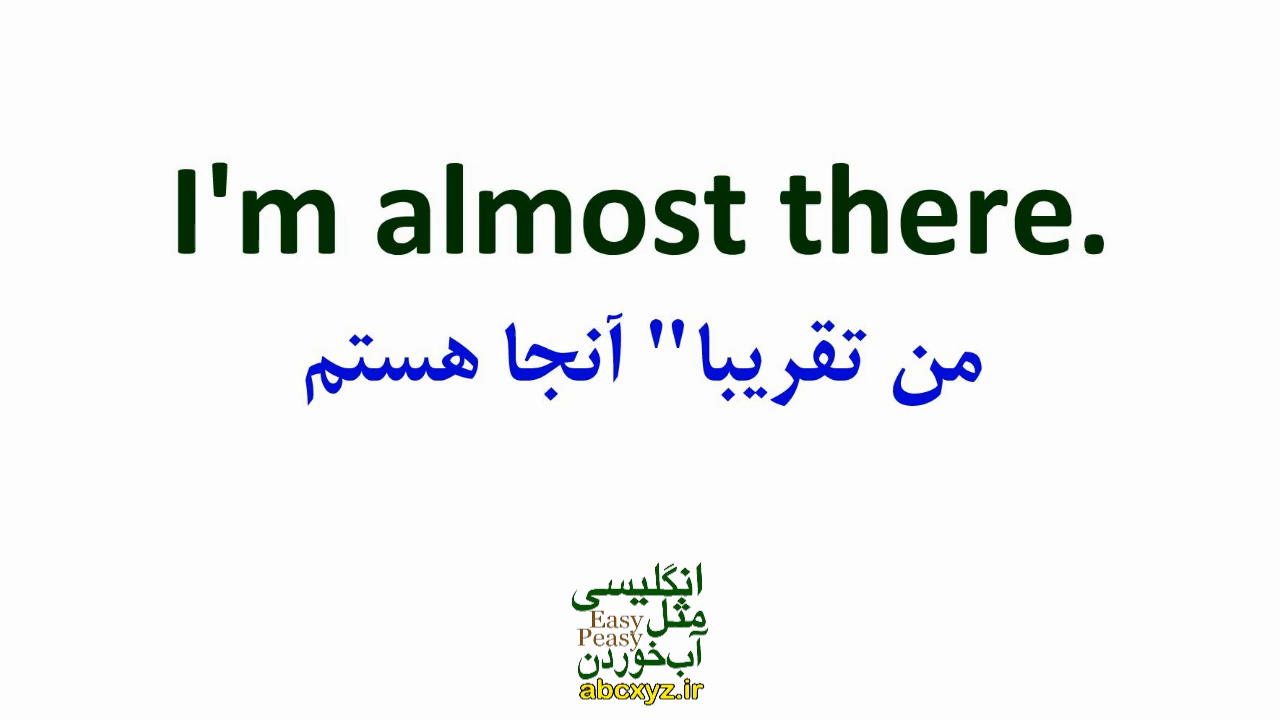 I'm almost there.
من تقریبا" آنجا هستم
انگلیسی
مثل
Easy
Peasy
آب‌خوردن
abcxyz.ir